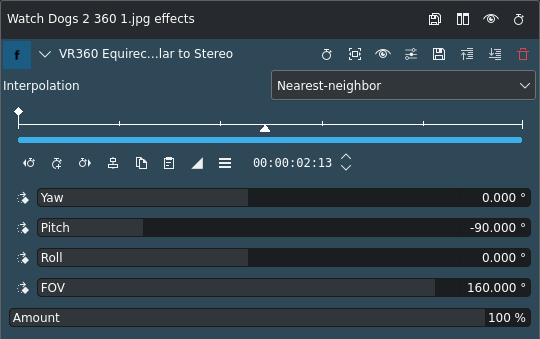 Watch Dogs 2 360 1.jpg effects
f VR360 Equirec...lar to Stereo
Interpolation Nearest-neighbor
00:00:02:13
Yaw 0.000 °
Pitch -90.000 °
Roll 0.000 °
FOV 160.000 °
Amount 100 %